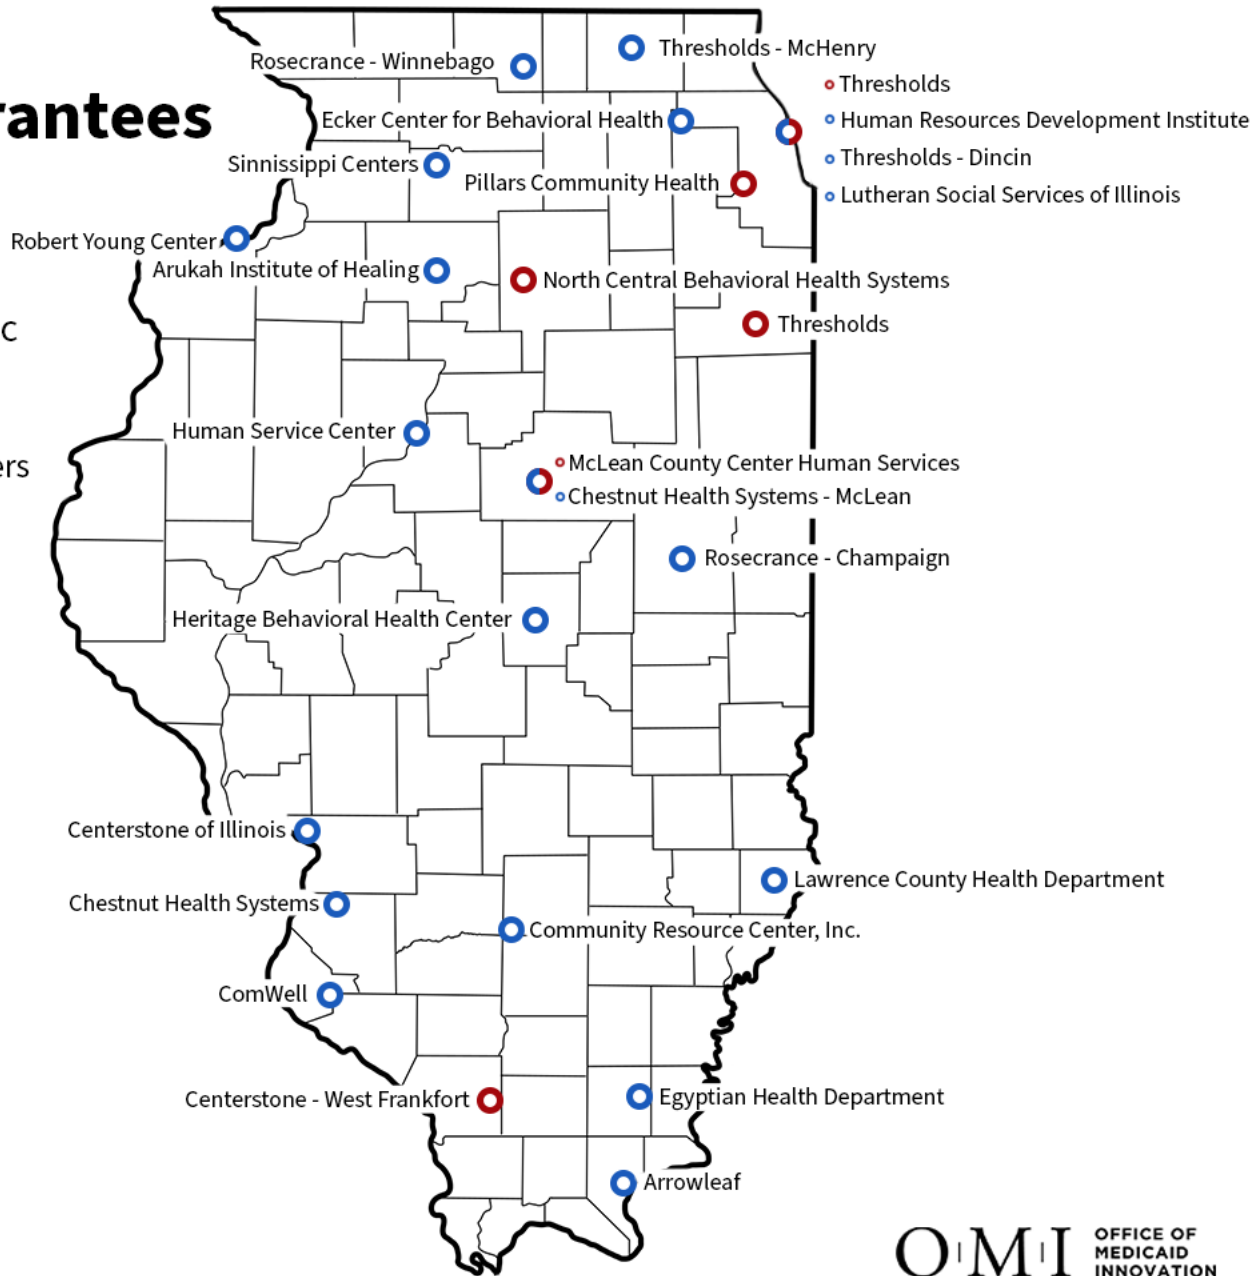 Rosecrance - Winnebago
Thresholds - McHenry
Thresholds
rantees
Ecker Center for Behavioral Health
Human Resources Development Institute
Sinnissippi Centers
Thresholds - Dincin
Pillars Community Health
Lutheran Social Services of Illinois
Robert Young Center
Arukah Institute of Healing
North Central Behavioral Health Systems
c
Thresholds
Human Service Center
ers
McLean County Center Human Services
Chestnut Health Systems - McLean
Rosecrance - Champaign
Heritage Behavioral Health Center
Centerstone of Illinois
Lawrence County Health Department
Chestnut Health Systems
Community Resource Center, Inc.
ComWell
Centerstone - West Frankfort
Egyptian Health Department
Arrowleaf
OMI
OFFICE OF
MEDICAID
INNOVATION